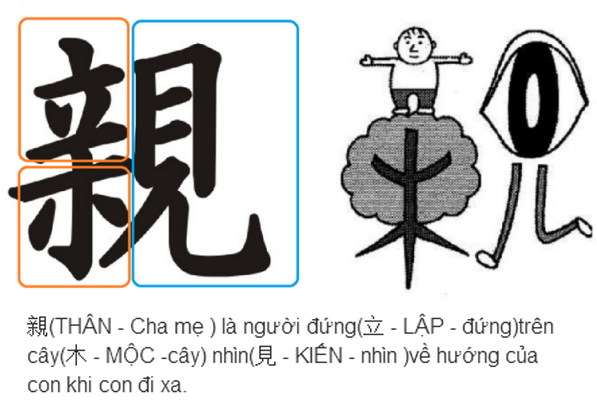 親
親(THÂN - Cha mẹ ) là người đứng(立 - LẬP - đứng)trên
cây(木 - MỘC -cây) nhìn(見 - KIẾN - nhìn )về hướng của
con khi con đi xa.